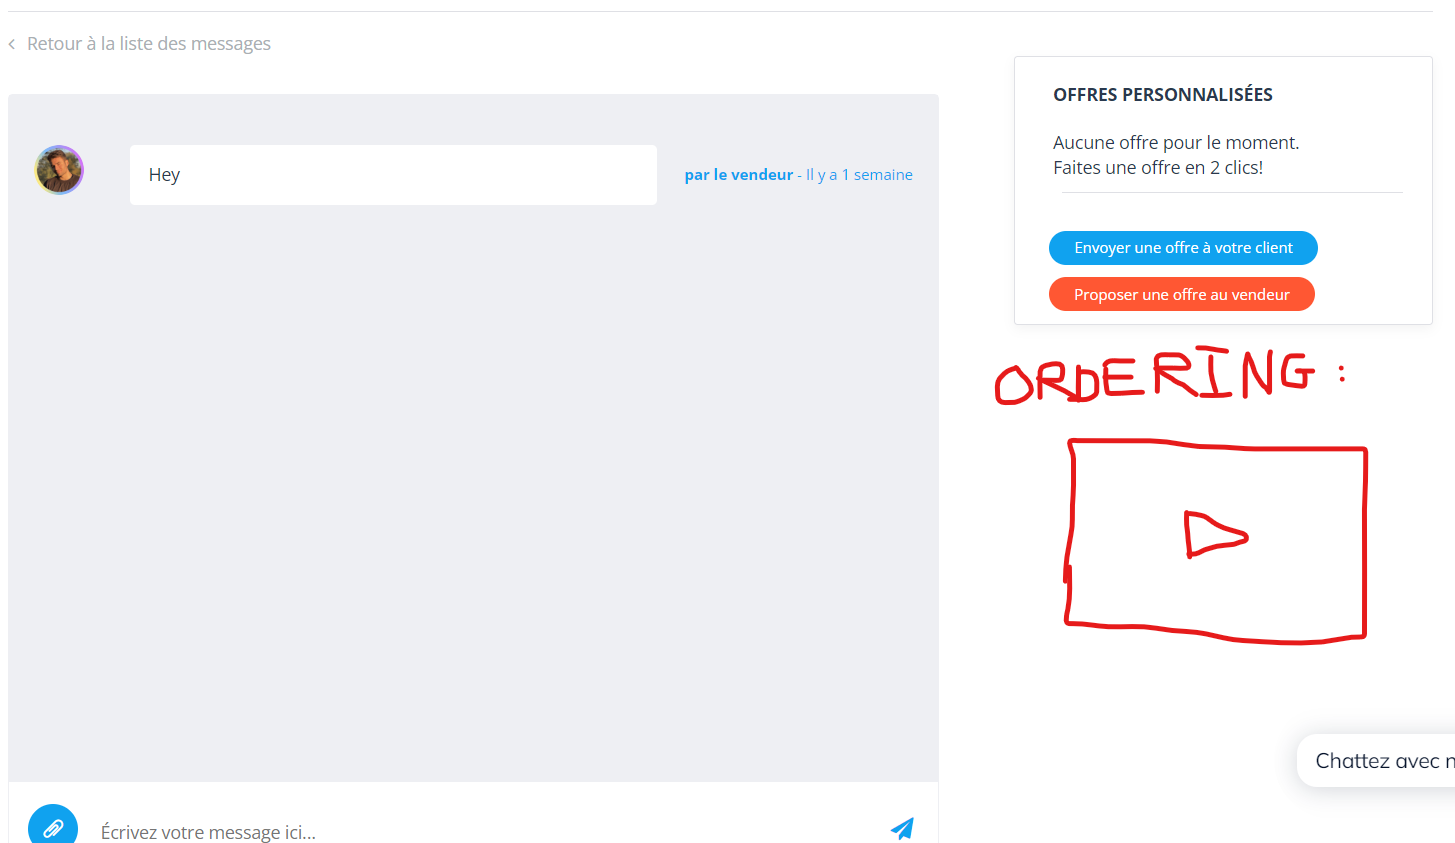 Retour à la liste des messages
Hey
par le vendeur - Il y a 1 semaine
OFFRES PERSONNALISÉES
Aucune offre pour le moment.
Faites une offre en 2 clics!
Envoyer une offre à votre client
Proposer une offre au vendeur
ORDERING :
Chattez avec
Écrivez votre message ici...